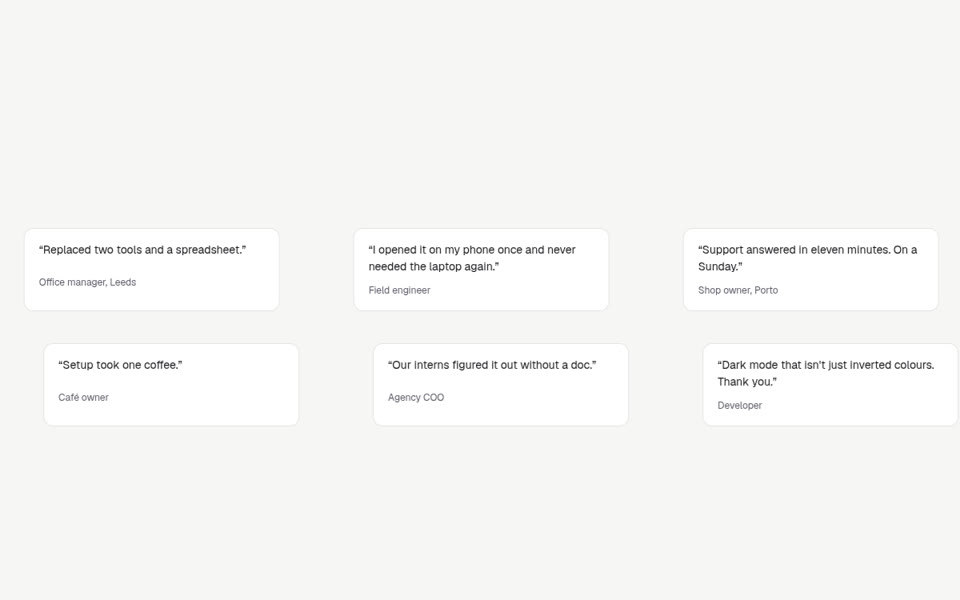 “Replaced two tools and a spreadsheet.”
Office manager, Leeds
“I opened it on my phone once and never
needed the laptop again.”
Field engineer
“Support answered in eleven minutes. On a
Sunday.”
Shop owner, Porto
“Setup took one coffee.”
Café owner
“Our interns figured it out without a doc.”
Agency COO
“Dark mode that isn't just inverted colours.
Thank you.”
Developer